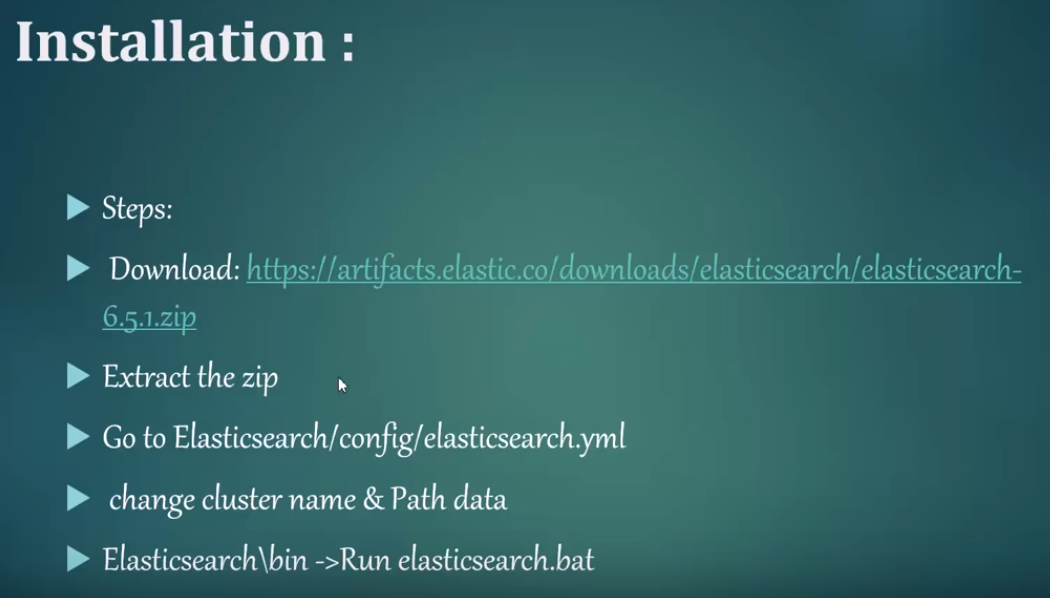 Installation :
Steps:
Download: https://artifacts.elastic.co/downloads/elasticsearch/elasticsearch-
6.5.1.zip
Extract the zip
Go to Elasticsearch/config/elasticsearch.yml
change cluster name & Path data
Elasticsearch\bin ->Run elasticsearch.bat